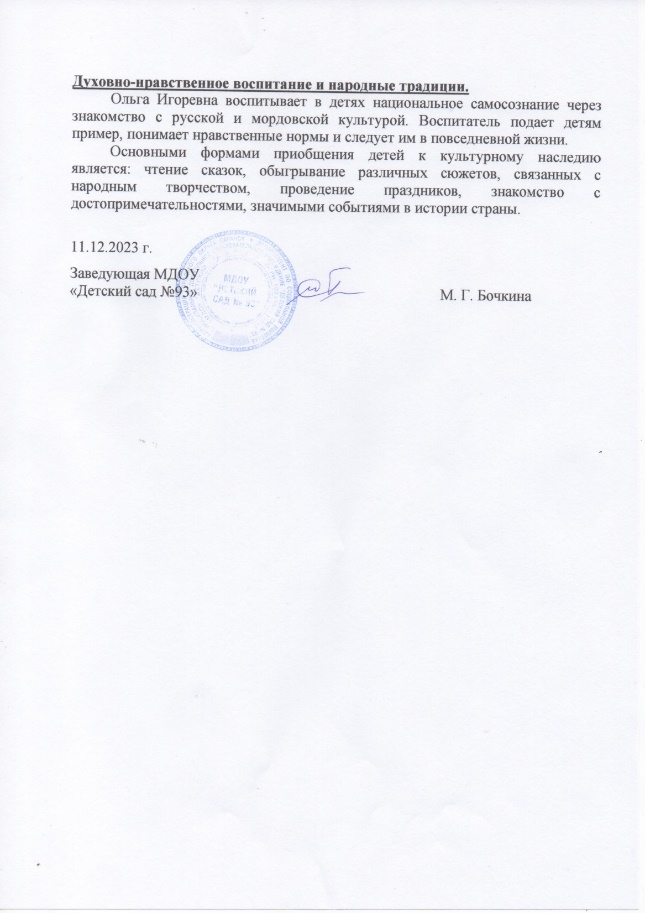 Духовно-нравственное воспитание и народные традиции.
Ольга Игоревна воспитывает в детях национальное самосознание через
знакомство с русской и мордовской культурой. Воспитатель подает детям
пример, понимает нравственные нормы и следует им в повседневной жизни.
Основными формами приобщения детей к культурному наследию
является: чтение сказок, обыгрывание различных сюжетов, связанных с
народным творчеством, проведение праздников, знакомство с
достопримечательностями, значимыми событиями в истории страны.
11.12.2023 г.
Заведующая МДОУ
«Детский сад №93»
М. Г. Бочкина
МДОУ
"ДЕТСКИЙ
САД № 93"